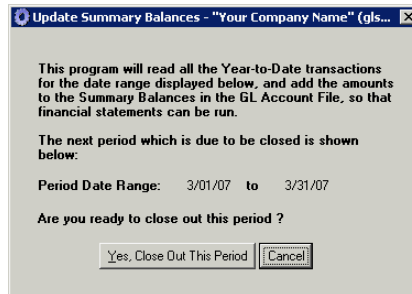 Update Summary Balances - "Your Company Name" (gls...
This program will read all the Year-to-Date transactions
for the date range displayed below, and add the amounts
to the Summary Balances in the GL Account File, so that
financial statements can be run.
The next period which is due to be closed is shown
below:
Period Date Range: 3/01/07 to 3/31/07
Are you ready to close out this period ?
Yes, Close Out This Period Cancel